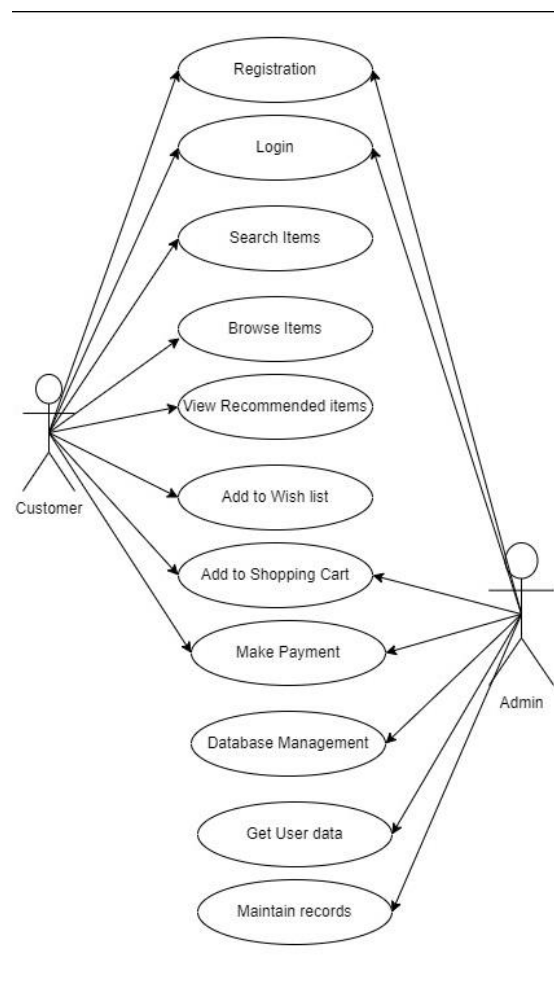 Registration
Login
Search Items
Browse Items
View Recommended items
Add to Wish list
Customer
Add to Shopping Cart
Make Payment
Admin
Database Management
Get User data
Maintain records